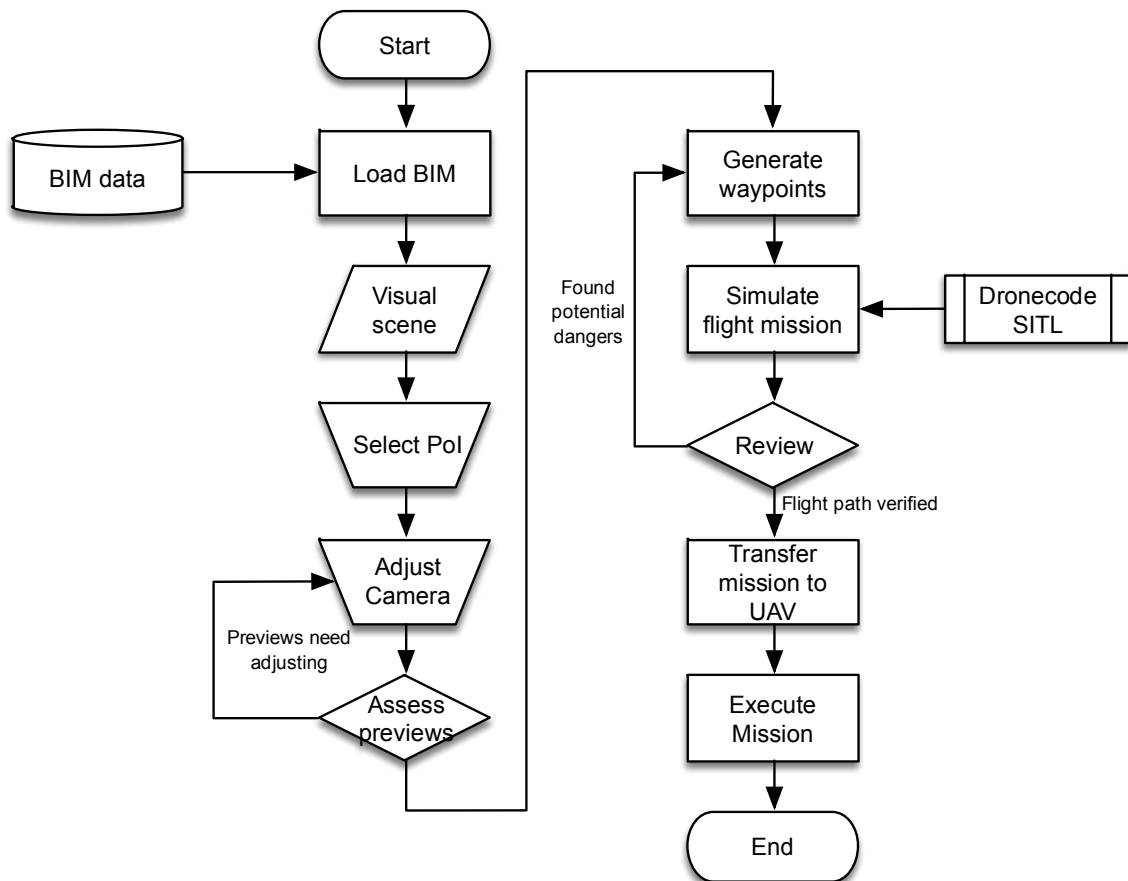 Start
BIM data
Load BIM
Visual
scene
Select PoI
Adjust
Camera
Previews need
adjusting
Assess
previews
Generate
waypoints
Found
potential
dangers
Simulate
flight mission
Dronecode
SITL
Review
Flight path verified
Transfer
mission to
UAV
Execute
Mission
End